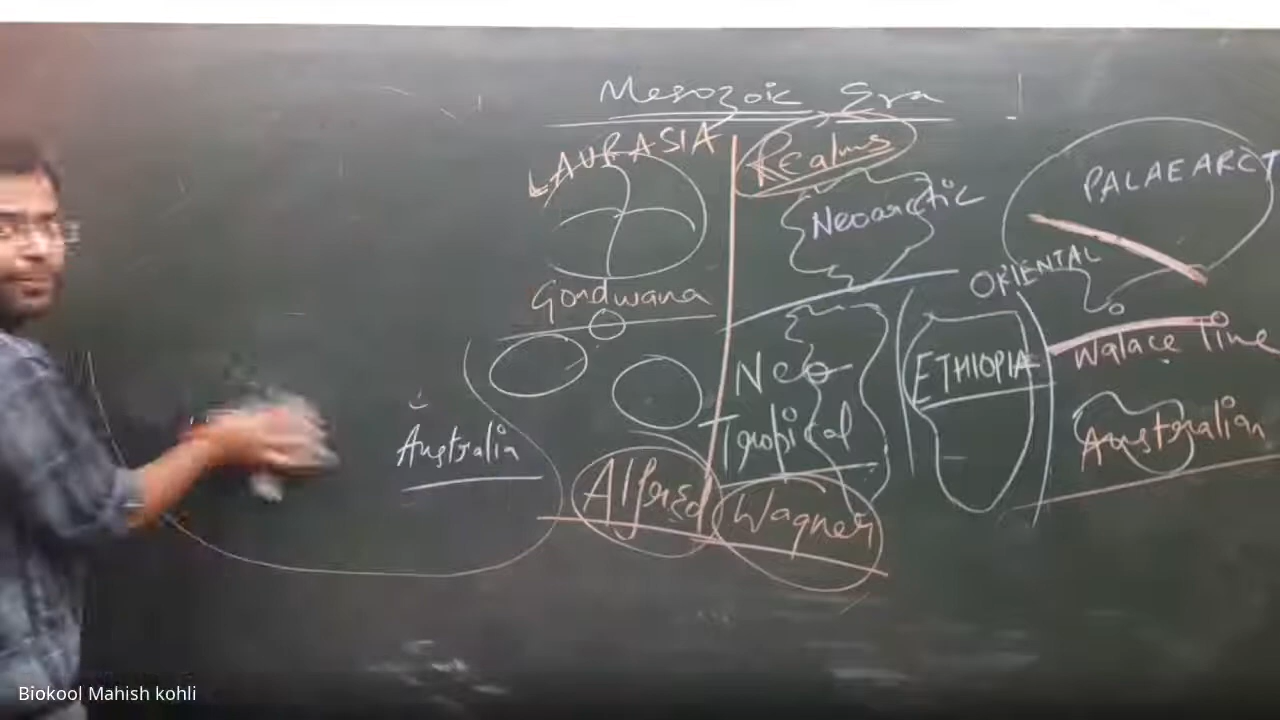 Mesozoic Era
LAURASIA
Gondwana
Realms
Neoarctic
PALAEARCT
ORIENTAL
Neo
Tropical
ETHIOPIA
Walace line
Australian
Australia
Alfred Wagner
Biokool Mahish kohli